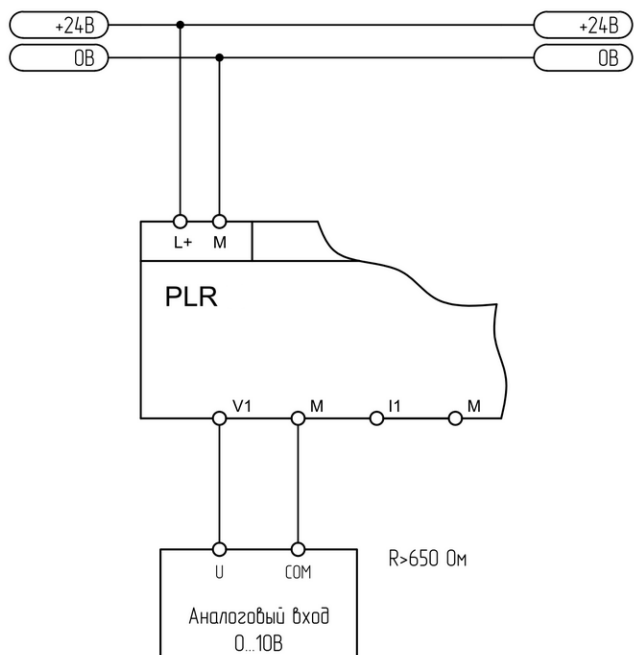 +24В +24В
0В 0В
L+ M
PLR
V1 M I1 M
U COM R>650 Ом
Аналоговый вход
0...10В